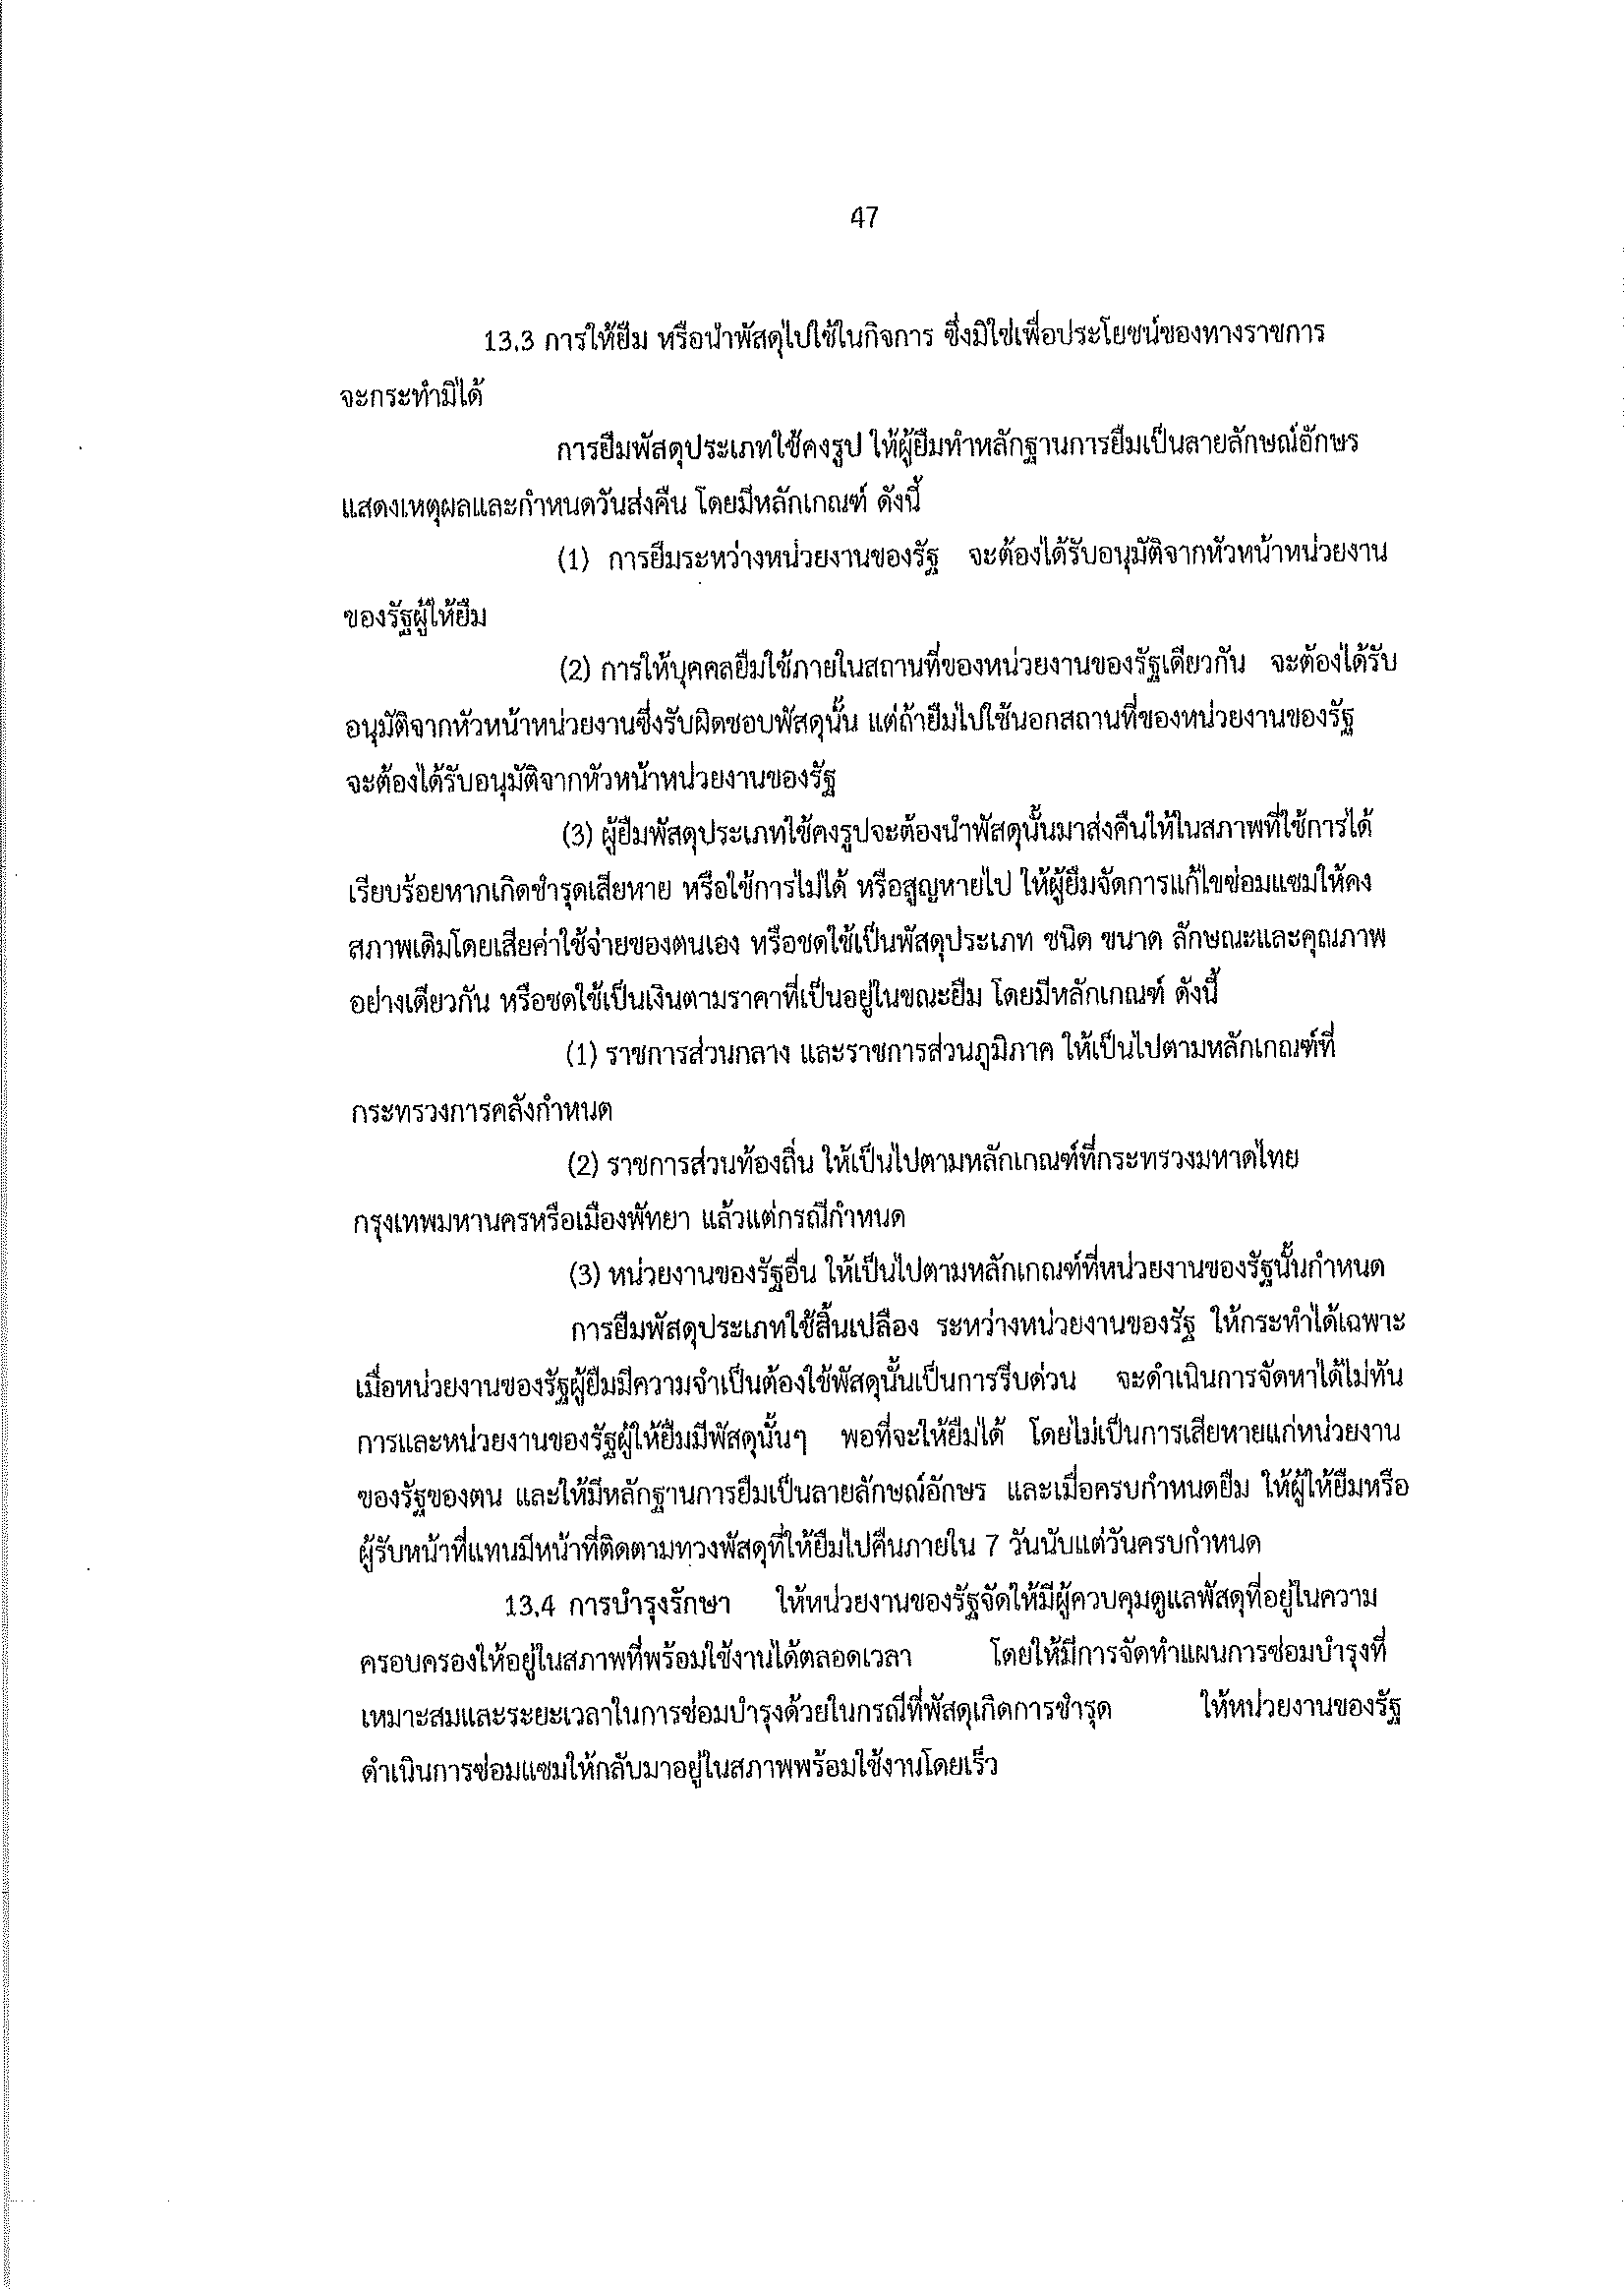 47
13.3 การให้ยืม หรือนำพัสดุไปใช้ในกิจการ ซึ่งมิใช่เพื่อประโยชน์ของทางราชการ
จะกระทำมิได้
การยืมพัสดุประเภทใช้คงรูป ให้ผู้ยืมทำหลักฐานการยืมเป็นลายลักษณ์อักษร
แสดงเหตุผลและกำหนดวันส่งคืน โดยมีหลักเกณฑ์ ดังนี้
(1) การยืมระหว่างหน่วยงานของรัฐ จะต้องได้รับอนุมัติจากหัวหน้าหน่วยงาน
ของรัฐผู้ให้ยืม
(2) การให้บุคคลยืมใช้ภายในสถานที่ของหน่วยงานของรัฐเดียวกัน จะต้องได้รับ
อนุมัติจากหัวหน้าหน่วยงานซึ่งรับผิดชอบพัสดุนั้น แต่ถ้ายืมไปใช้นอกสถานที่ของหน่วยงานของรัฐ
จะต้องได้รับอนุมัติจากหัวหน้าหน่วยงานของรัฐ
(3) ผู้ยืมพัสดุประเภทใช้คงรูปจะต้องนำพัสดุนั้นมาส่งคืนให้ในสภาพที่ใช้การได้
เรียบร้อยหากเกิดชำรุดเสียหาย หรือใช้การไม่ได้ หรือสูญหายไป ให้ผู้ยืมจัดการแก้ไขซ่อมแซมให้คง
สภาพเดิมโดยเสียค่าใช้จ่ายของตนเอง หรือชดใช้เป็นพัสดุประเภท ชนิด ขนาด ลักษณะและคุณภาพ
อย่างเดียวกัน หรือชดใช้เป็นเงินตามราคาที่เป็นอยู่ในขณะยืม โดยมีหลักเกณฑ์ ดังนี้
(1) ราชการส่วนกลาง และราชการส่วนภูมิภาค ให้เป็นไปตามหลักเกณฑ์ที่
กระทรวงการคลังกำหนด
(2) ราชการส่วนท้องถิ่น ให้เป็นไปตามหลักเกณฑ์ที่กระทรวงมหาดไทย
กรุงเทพมหานครหรือเมืองพัทยา แล้วแต่กรณีกำหนด
(3) หน่วยงานของรัฐอื่น ให้เป็นไปตามหลักเกณฑ์ที่หน่วยงานของรัฐนั้นกำหนด
การยืมพัสดุประเภทใช้สิ้นเปลือง ระหว่างหน่วยงานของรัฐ ให้กระทำได้เฉพาะ
เมื่อหน่วยงานของรัฐผู้ยืมมีความจำเป็นต้องใช้พัสดุนั้นเป็นการรีบด่วน จะดำเนินการจัดหาได้ไม่ทัน
การและหน่วยงานของรัฐผู้ให้ยืมมีพัสดุนั้นๆ พอที่จะให้ยืมได้ โดยไม่เป็นการเสียหายแก่หน่วยงาน
ของรัฐของตน และให้มีหลักฐานการยืมเป็นลายลักษณ์อักษร และเมื่อครบกำหนดยืม ให้ผู้ให้ยืมหรือ
ผู้รับหน้าที่แทนมีหน้าที่ติดตามทวงพัสดุที่ให้ยืมไปคืนภายใน 7 วันนับแต่วันครบกำหนด
13.4 การบำรุงรักษา ให้หน่วยงานของรัฐจัดให้มีผู้ควบคุมดูแลพัสดุที่อยู่ในความ
ครอบครองให้อยู่ในสภาพที่พร้อมใช้งานได้ตลอดเวลา โดยให้มีการจัดทำแผนการซ่อมบำรุงที่
เหมาะสมและระยะเวลาในการซ่อมบำรุงด้วยในกรณีที่พัสดุเกิดการชำรุด ให้หน่วยงานของรัฐ
ดำเนินการซ่อมแซมให้กลับมาอยู่ในสภาพพร้อมใช้งานโดยเร็ว